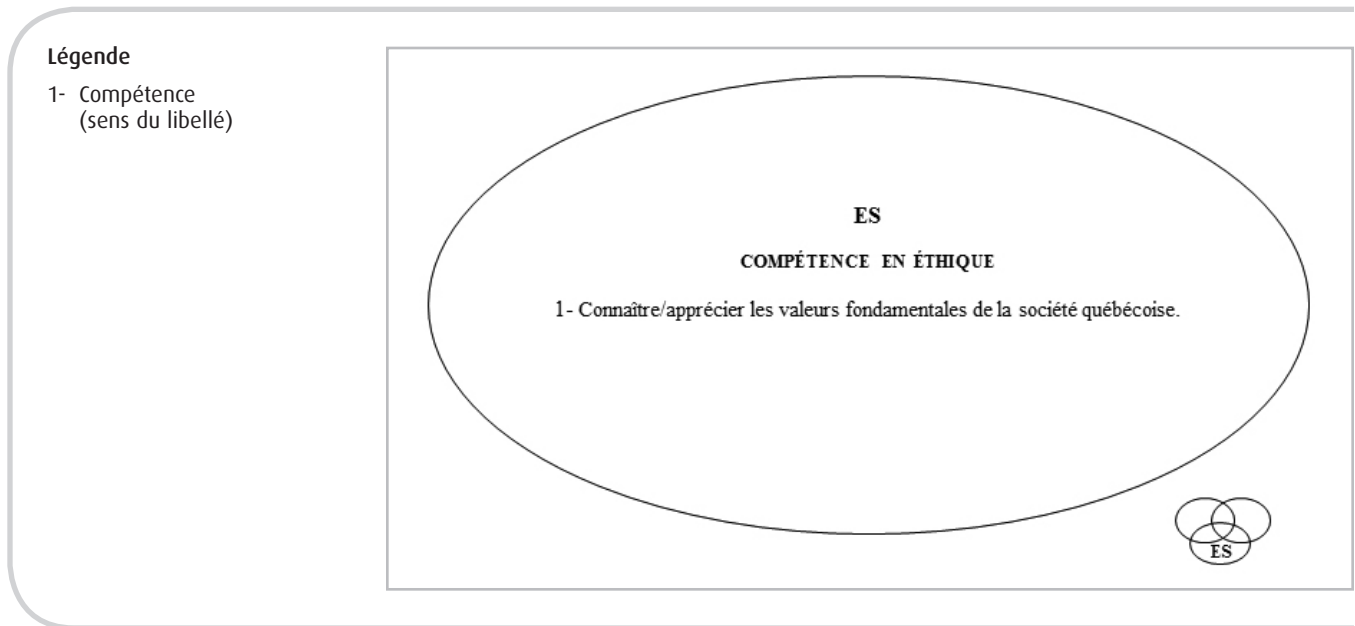 Légende
1- Compétence
(sens du libellé)
ES
COMPÉTENCE EN ÉTHIQUE
1- Connaître/apprécier les valeurs fondamentales de la société québécoise.
ES